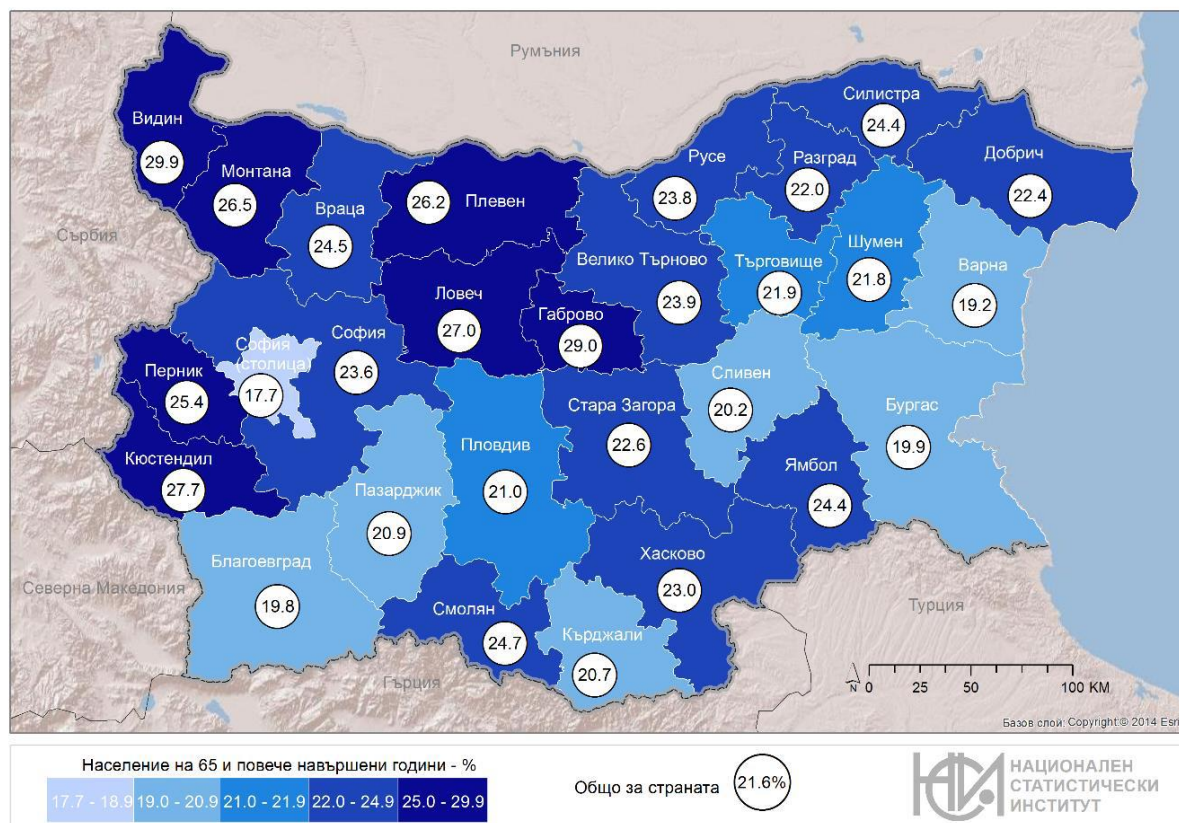 Румъния
Силистра
24.4
Видин
29.9
Русе
23.8
Разград
22.0
Добрич
22.4
Монтана
26.5
26.2
Плевен
Враца
24.5
Сърбия
Шумен
21.8
Велико Търново
23.9
Търговище
21.9
Варна
19.2
Ловеч
27.0
Габрово
29.0
София
23.6
София
(столица)
17.7
Перник
25.4
Сливен
20.2
Стара Загора
22.6
Бургас
19.9
Пловдив
21.0
Кюстендил
27.7
Ямбол
24.4
Пазарджик
20.9
Хасково
23.0
Благоевград
19.8
Северна Македония
Смолян
24.7
Кърджали
20.7
Турция
Гърция
N
0 25 50 100 KM
Базов слой: Copyright:© 2014 Esri
Население на 65 и повече навършени години - %
17.7 - 18.9 19.0 - 20.9 21.0 - 21.9 22.0 - 24.9 25.0 - 29.9
Общо за страната 21.6%
НСИ
НАЦИОНАЛЕН
СТАТИСТИЧЕСКИ
ИНСТИТУТ